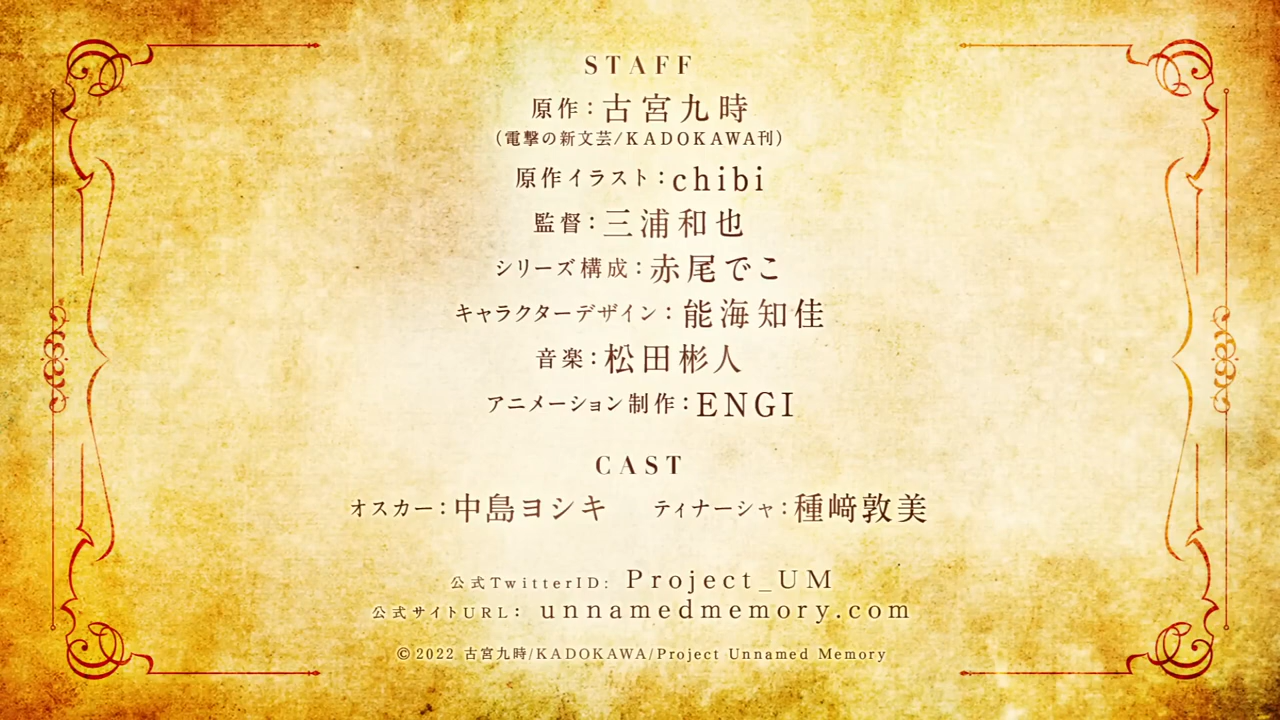 STAFF
原作：古宮九時
（電撃の新文芸/KADOKAWA刊）
原作イラスト：chibi
監督：三浦和也
シリーズ構成：赤尾でこ
キャラクターデザイン：能海知佳
音楽：松田彬人
アニメーション制作：ENGI
CAST
オスカー：中島ヨシキ　ティナーシャ：種﨑敦美
公式TwitterID: Project_UM
公式サイトURL: unnamedmemory.com
©2022 古宮九時/KADOKAWA/Project Unnamed Memory